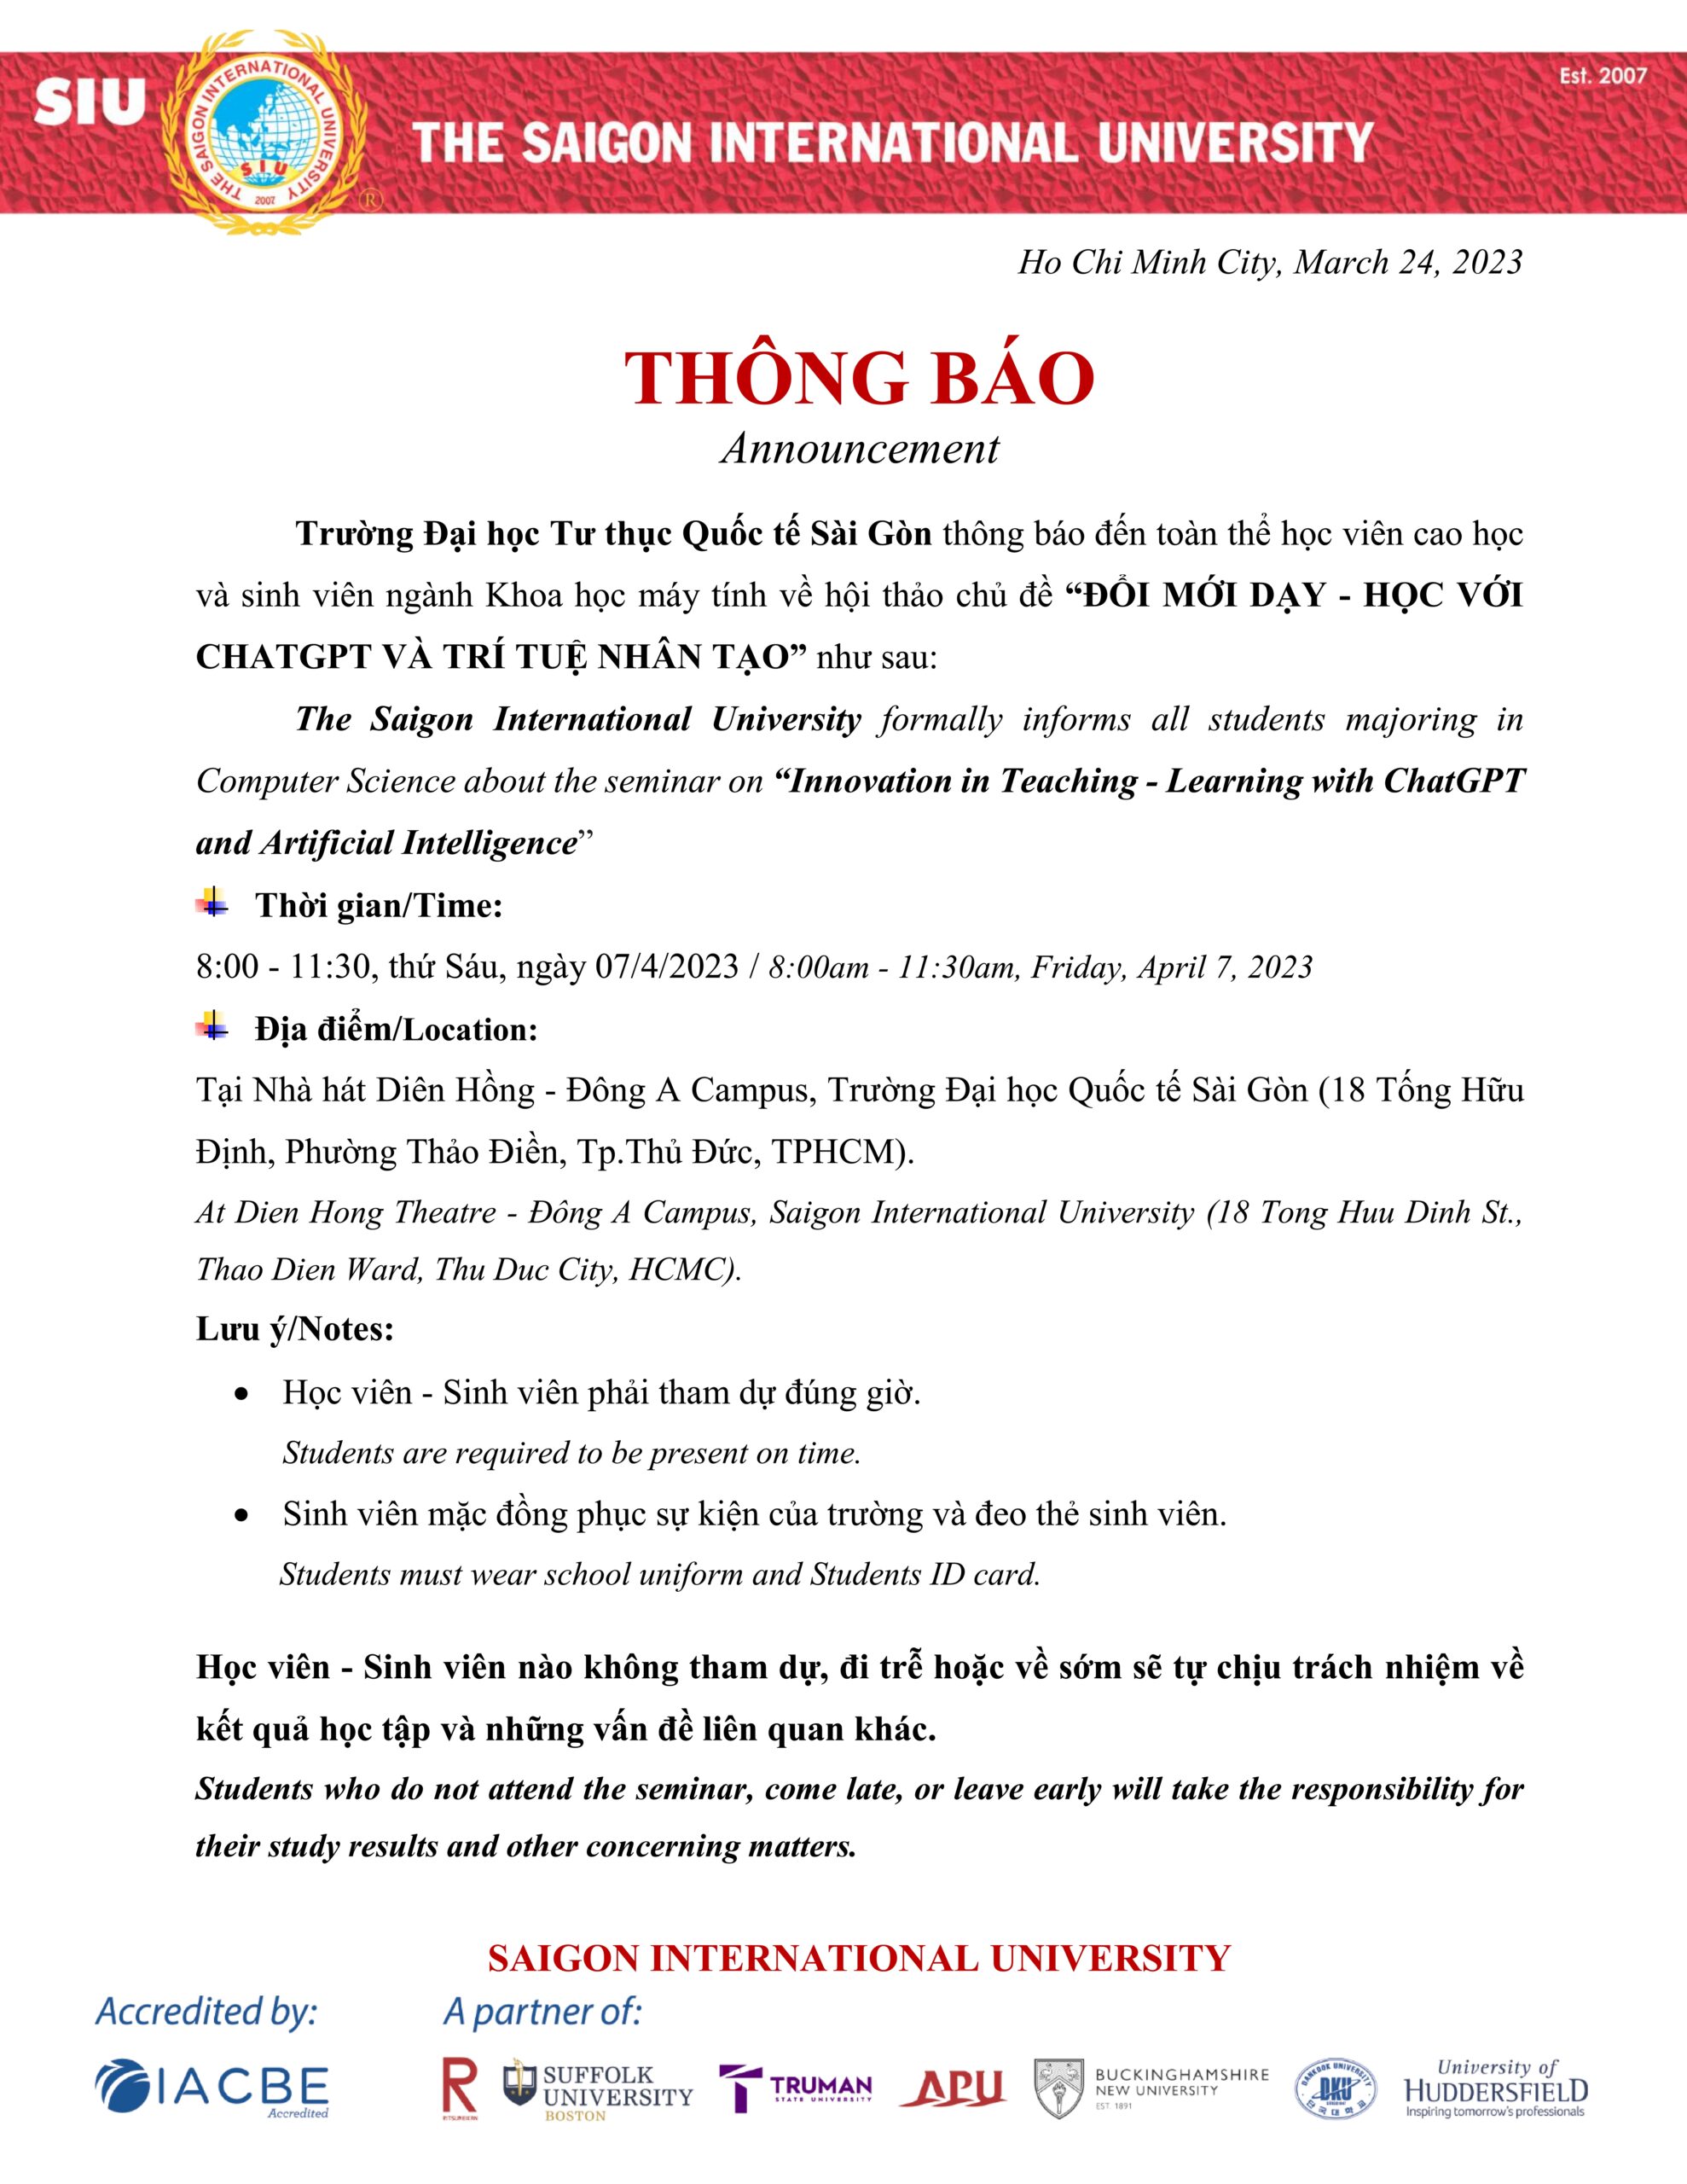 SIU
THE SAIGON INTERNATIONAL UNIVERSITY
SIU
2007
®
Est. 2007
THE SAIGON INTERNATIONAL UNIVERSITY
Ho Chi Minh City, March 24, 2023
THÔNG BÁO
Announcement
Trường Đại học Tư thục Quốc tế Sài Gòn thông báo đến toàn thể học viên cao học
và sinh viên ngành Khoa học máy tính về hội thảo chủ đề “ĐỔI MỚI DẠY - HỌC VỚI
CHATGPT VÀ TRÍ TUỆ NHÂN TẠO” như sau:
The Saigon International University formally informs all students majoring in
Computer Science about the seminar on “Innovation in Teaching - Learning with ChatGPT
and Artificial Intelligence”
Thời gian/Time:
8:00 - 11:30, thứ Sáu, ngày 07/4/2023 / 8:00am - 11:30am, Friday, April 7, 2023
Địa điểm/Location:
Tại Nhà hát Diên Hồng - Đông A Campus, Trường Đại học Quốc tế Sài Gòn (18 Tống Hữu
Định, Phường Thảo Điền, Tp.Thủ Đức, TPHCM).
At Dien Hong Theatre - Đông A Campus, Saigon International University (18 Tong Huu Dinh St.,
Thao Dien Ward, Thu Duc City, HCMC).
Lưu ý/Notes:
• Học viên - Sinh viên phải tham dự đúng giờ.
Students are required to be present on time.
• Sinh viên mặc đồng phục sự kiện của trường và đeo thẻ sinh viên.
Students must wear school uniform and Students ID card.
Học viên - Sinh viên nào không tham dự, đi trễ hoặc về sớm sẽ tự chịu trách nhiệm về
kết quả học tập và những vấn đề liên quan khác.
Students who do not attend the seminar, come late, or leave early will take the responsibility for
their study results and other concerning matters.
SAIGON INTERNATIONAL UNIVERSITY
Accredited by:
A partner of:
IACBE
Accredited
R
RITSUMEIKAN
SUFFOLK
UNIVERSITY
BOSTON
TRUMAN
STATE UNIVERSITY
APU
BUCKINGHAMSHIRE
NEW UNIVERSITY
EST. 1891
DANKOOK UNIVERSITY
DKU
단국대학교
University of
HUDDERSFIELD
Inspiring tomorrow's professionals